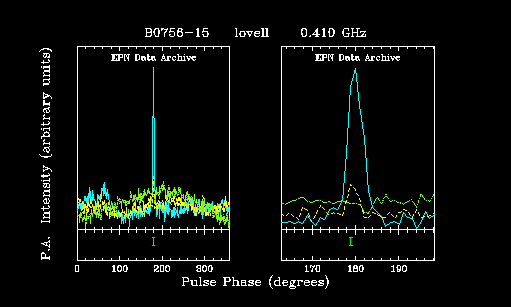 B0756-15 lovell 0.410 GHz
EPN Data Archive EPN Data Archive
P.A. Intensity (arbitrary units)
0 100 200 300 170 180 190
Pulse Phase (degrees)